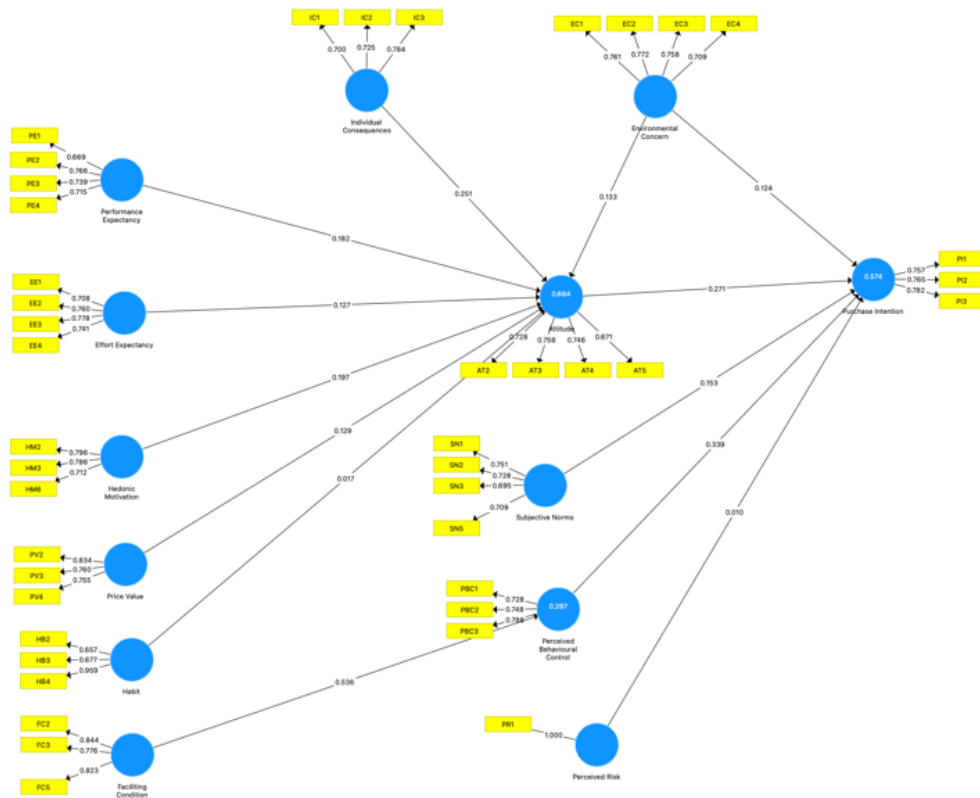 IC1 IC2 IC3
0.700 0.725 0.784
Individual
Consequences
EC1 EC2 EC3 EC4
0.761 0.772 0.758 0.709
Environmental
Concern
PE1
PE2
PE3
PE4
0.669
0.766
0.739
0.715
Performance
Expectancy
0.251
0.133
0.124
0.182
EE1
EE2
EE3
EE4
0.708
0.760
0.778
0.741
Effort Expectancy
0.127
0.664
Attitude
0.728 0.758 0.746 0.671
AT2 AT3 AT4 AT5
0.271
0.574
Purchase Intention
0.757
0.765
0.782
PI1
PI2
PI3
0.197
0.129
0.017
0.153
0.339
0.010
HM2
HM3
HM6
0.796
0.786
0.712
Hedonic
Motivation
SN1
SN2
SN3
SN5
0.751
0.728
0.695
0.709
Subjective Norms
PV2
PV3
PV4
0.834
0.760
0.755
Price Value
PBC1
PBC2
PBC3
0.728
0.748
0.788
0.287
Perceived
Behavioural
Control
HB2
HB3
HB4
0.657
0.677
0.959
Habit
0.536
FC2
FC3
FC5
0.844
0.776
0.823
Faciliting
Condition
PR1
1.000
Perceived Risk